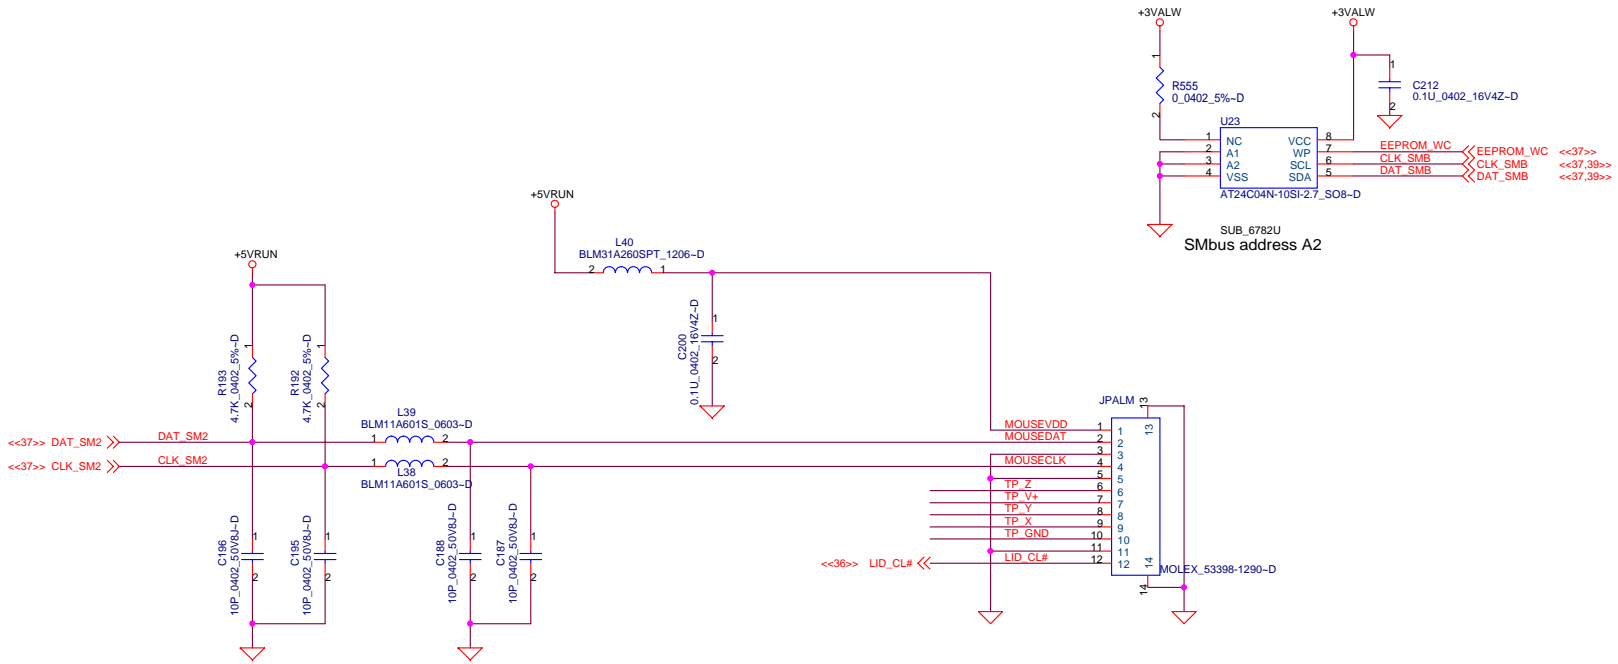 +3VALW
+3VALW
1
R555
0_0402_5%~D
2
1
C212
0.1U_0402_16V4Z~D
2
U23
1 NC VCC 8
2 A1 WP 7
3 A2 SCL 6
4 VSS SDA 5
AT24C04N-10SI-2.7_SO8~D
EEPROM_WC EEPROM_WC <<37>>
CLK_SMB CLK_SMB <<37,39>>
DAT_SMB DAT_SMB <<37,39>>
SUB_6782U
SMbus address A2
+5VRUN
L40
BLM31A260SPT_1206~D
2 1
+5VRUN
1
C200
0.1U_0402_16V4Z~D
2
1
R193
4.7K_0402_5%~D
2
1
R192
4.7K_0402_5%~D
2
L39
BLM11A601S_0603~D
<<37>> DAT_SM2 DAT_SM2 1 2
<<37>> CLK_SM2 CLK_SM2 1 2
L38
BLM11A601S_0603~D
1
C196
10P_0402_50V8J~D
2
1
C195
10P_0402_50V8J~D
2
1
C188
10P_0402_50V8J~D
2
1
C187
10P_0402_50V8J~D
2
JPALM
13
13
MOUSEVDD 1 1
MOUSEDAT 2 2
3 3
MOUSECLK 4 4
5 5
TP_Z 6 6
TP_V+ 7 7
TP_Y 8 8
TP_X 9 9
TP_GND 10 10
11 11
<<36>> LID_CL# LID_CL# 12 12
14
14
MOLEX_53398-1290~D